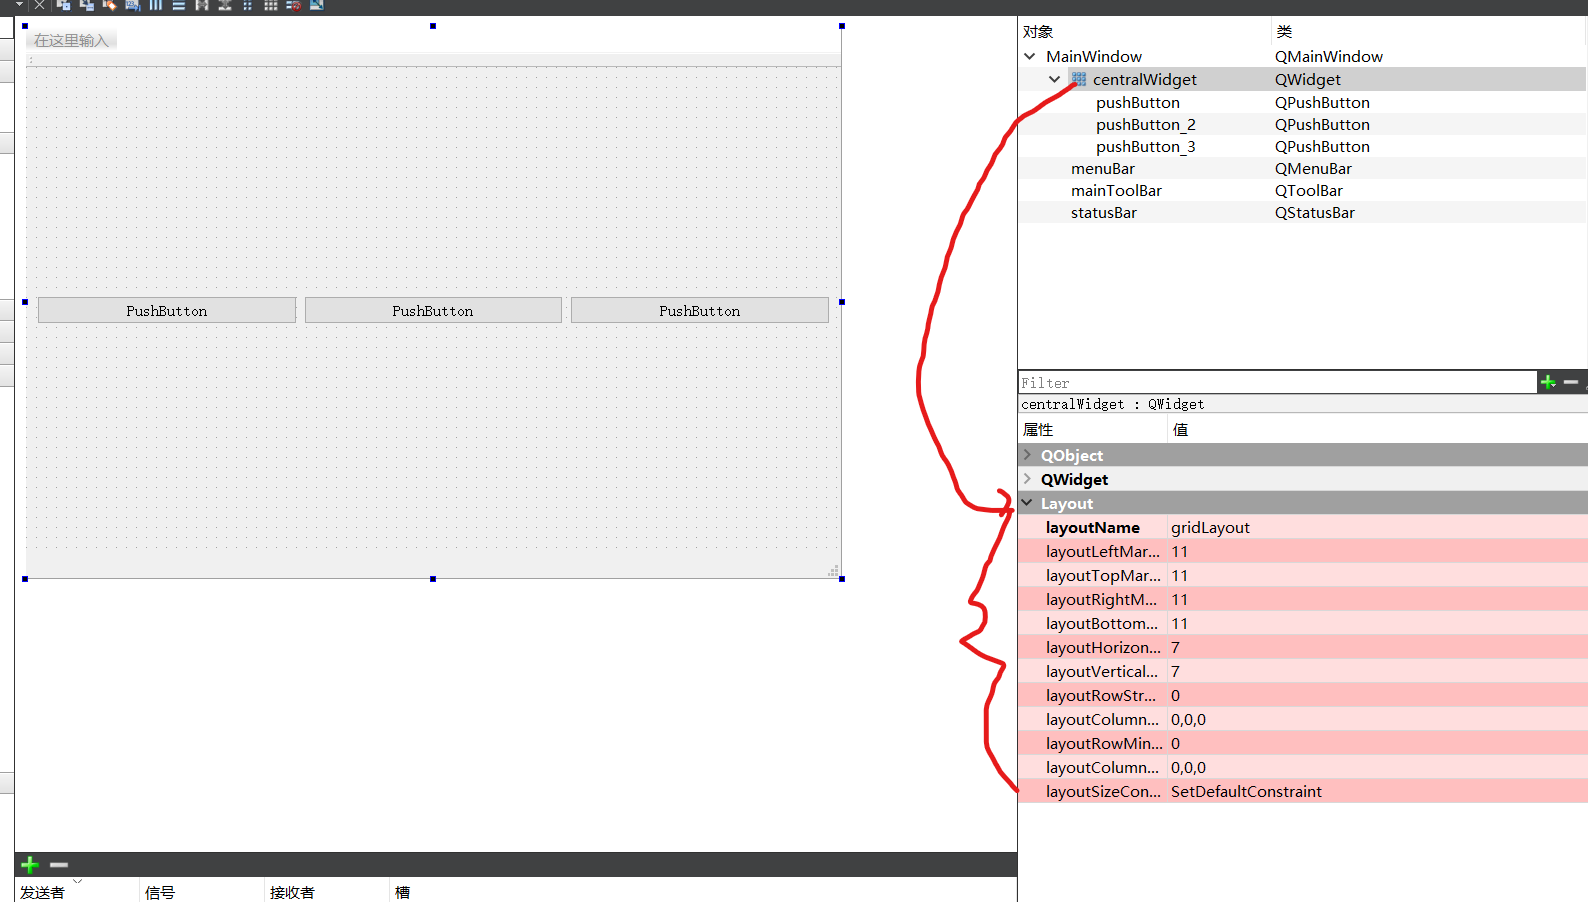 在这里输入
PushButton PushButton PushButton
对象 类
MainWindow QMainWindow
centralWidget QWidget
pushButton QPushButton
pushButton_2 QPushButton
pushButton_3 QPushButton
menuBar QMenuBar
mainToolBar QToolBar
statusBar QStatusBar
Filter
centralWidget : QWidget
属性 值
QObject
QWidget
Layout
layoutName gridLayout
layoutLeftMar... 11
layoutTopMar... 11
layoutRightM... 11
layoutBottom... 11
layoutHorizon... 7
layoutVertical... 7
layoutRowStr... 0
layoutColumn... 0,0,0
layoutRowMin... 0
layoutColumn... 0,0,0
layoutSizeCon... SetDefaultConstraint
发送者 信号 接收者 槽